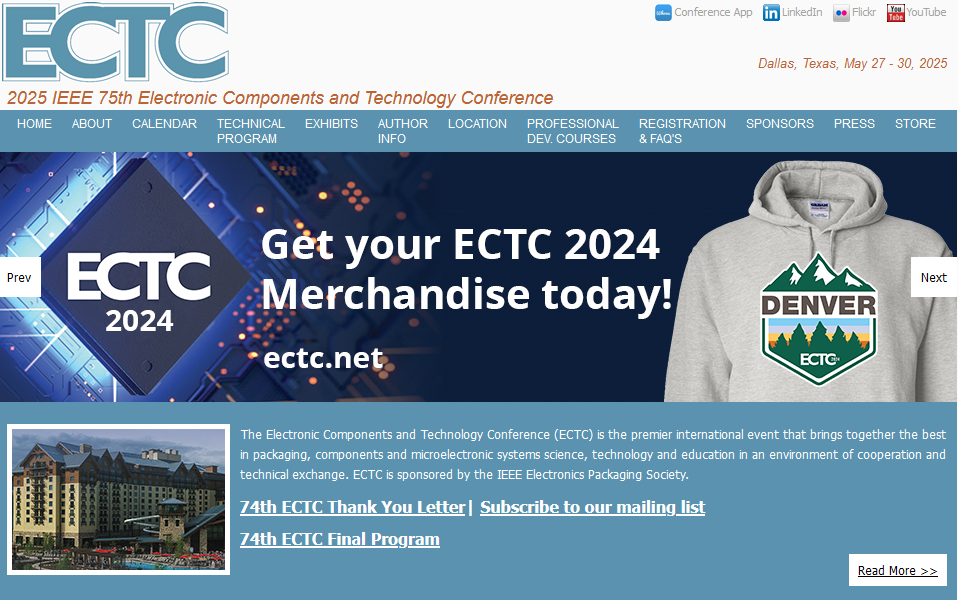 ECTC
Conference App
LinkedIn
Flickr
You
Tube
YouTube
Dallas, Texas, May 27 - 30, 2025
2025 IEEE 75th Electronic Components and Technology Conference
HOME
ABOUT
CALENDAR
TECHNICAL
PROGRAM
EXHIBITS
AUTHOR
INFO
LOCATION
PROFESSIONAL
DEV. COURSES
REGISTRATION
& FAQ'S
SPONSORS
PRESS
STORE
Prev
ECTC
2024
Get your ECTC 2024
Merchandise today!
ectc.net
DENVER
ECTC 2024
Next
The Electronic Components and Technology Conference (ECTC) is the premier international event that brings together the best
in packaging, components and microelectronic systems science, technology and education in an environment of cooperation and
technical exchange. ECTC is sponsored by the IEEE Electronics Packaging Society.
74th ECTC Thank You Letter| Subscribe to our mailing list
74th ECTC Final Program
Read More >>